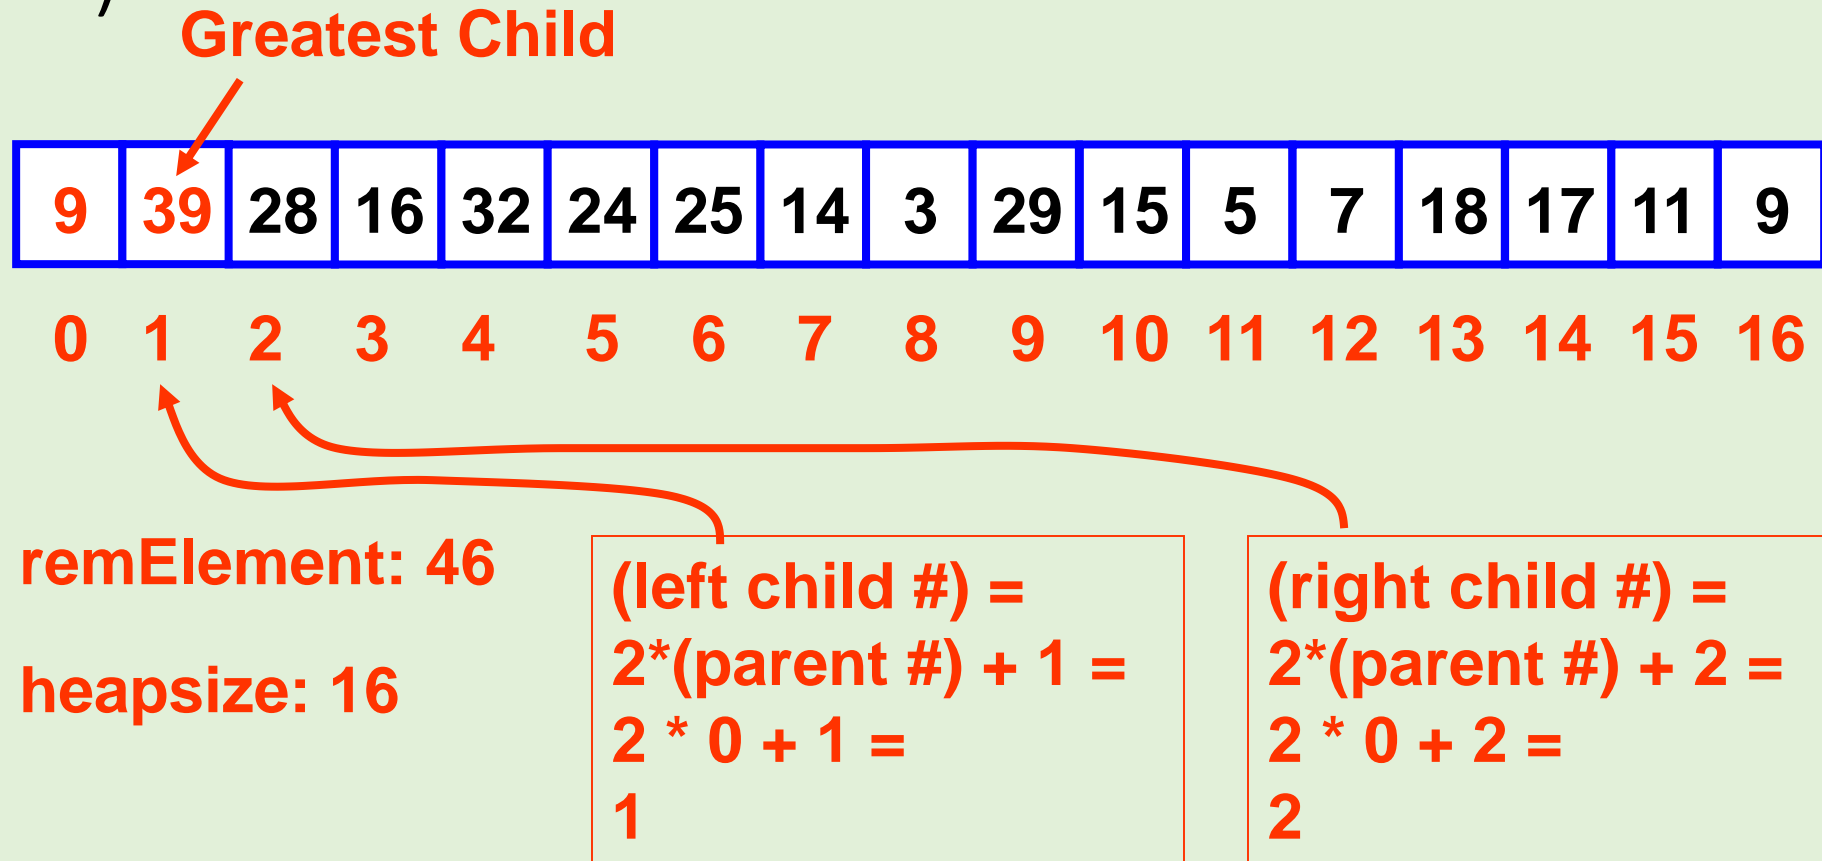 )
Greatest Child
9 39 28 16 32 24 25 14 3 29 15 5 7 18 17 11 9
0 1 2 3 4 5 6 7 8 9 10 11 12 13 14 15 16
remElement: 46
heapsize: 16
(left child #) =
2*(parent #) + 1 =
2 * 0 + 1 =
1
(right child #) =
2*(parent #) + 2 =
2 * 0 + 2 =
2